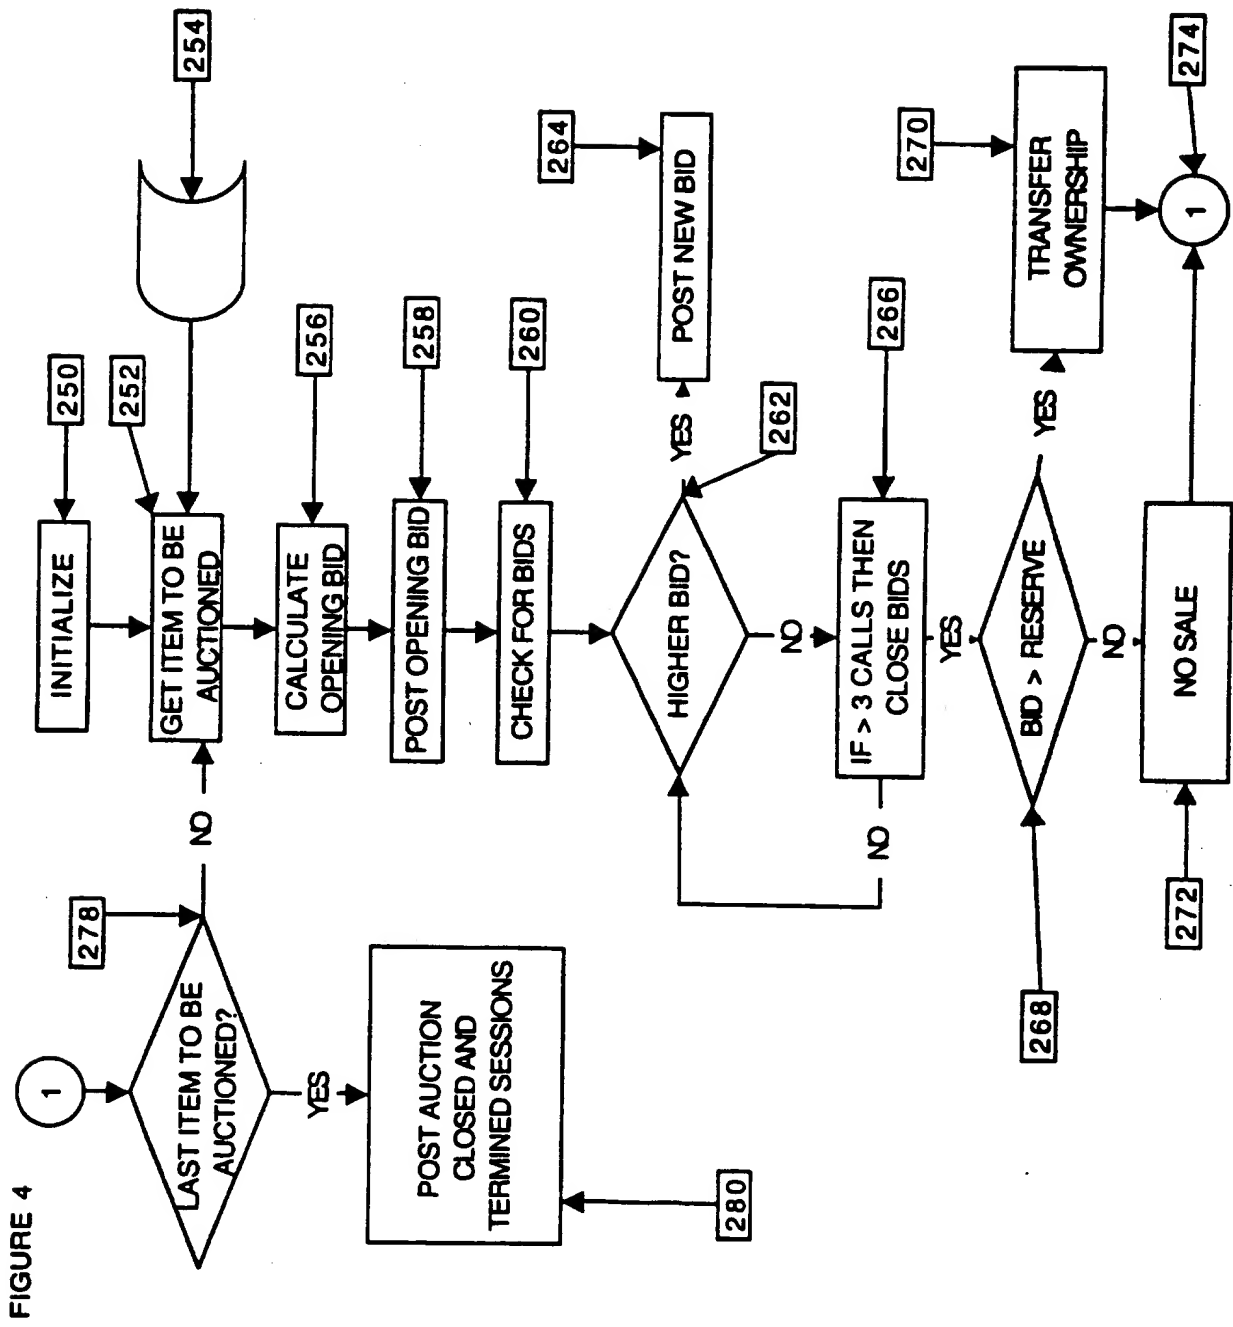 FIGURE 4
1
278
LAST ITEM TO BE
AUCTIONED?
NO
YES
POST AUCTION
CLOSED AND
TERMINED SESSIONS
280
250
INITIALIZE
252
254
GET ITEM TO BE
AUCTIONED
256
CALCULATE
OPENING BID
258
POST OPENING BID
260
CHECK FOR BIDS
262
HIGHER BID?
YES
264
POST NEW BID
NO
266
IF > 3 CALLS THEN
CLOSE BIDS
NO
YES
268
BID > RESERVE
YES
270
TRANSFER
OWNERSHIP
NO
272
NO SALE
274
1